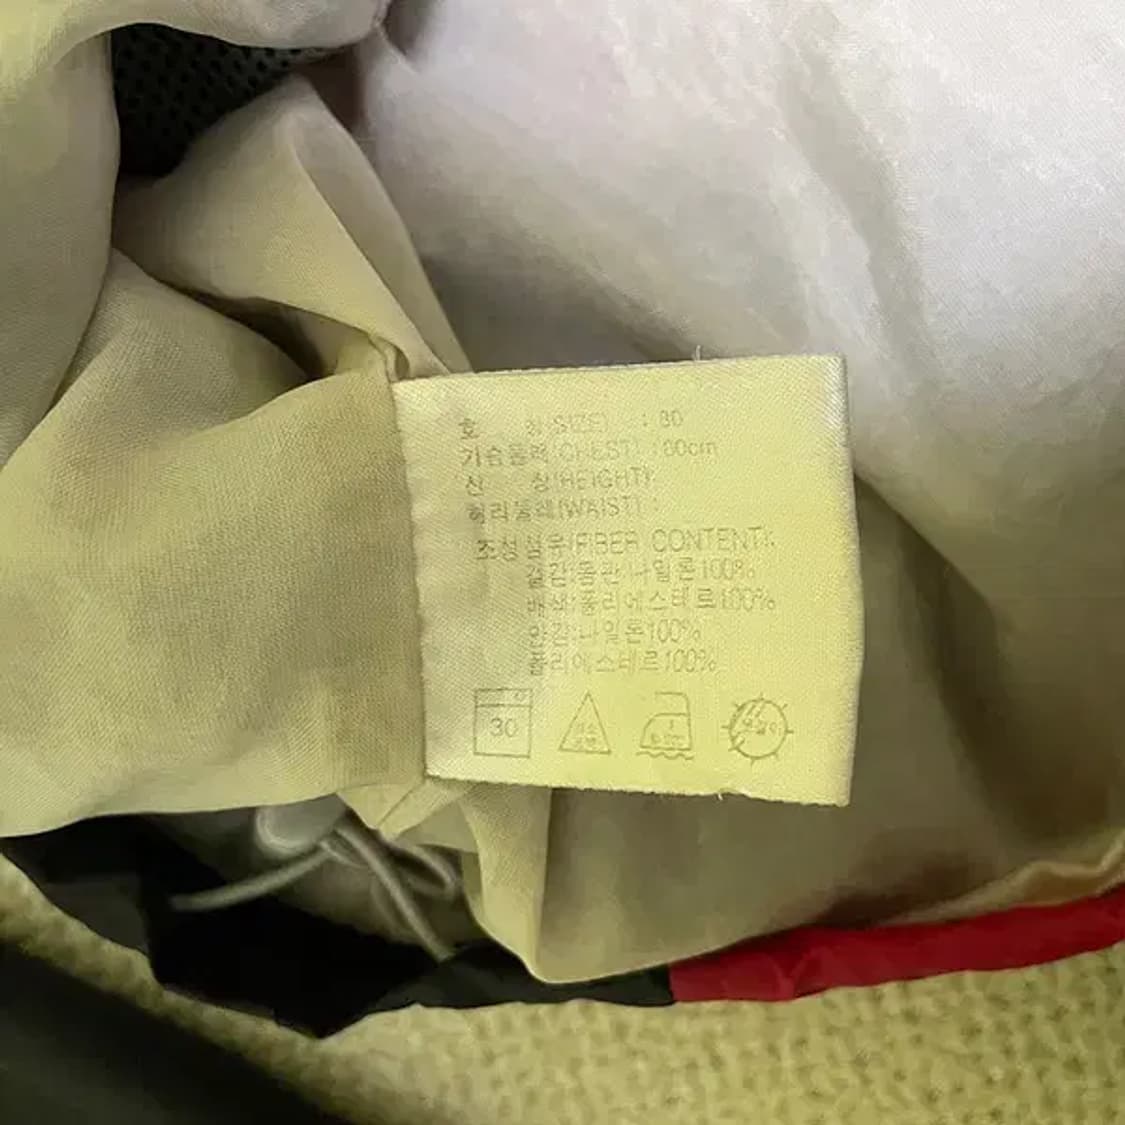 호 칭(SIZE) : 80
가슴둘레(CHEST) : 80cm
신 장(HEIGHT):
허리둘레(WAIST) :
조성섬유(FIBER CONTENT):
겉감:몸판 나일론100%
배색:폴리에스테르100%
안감:나일론100%
폴리에스테르100%
30